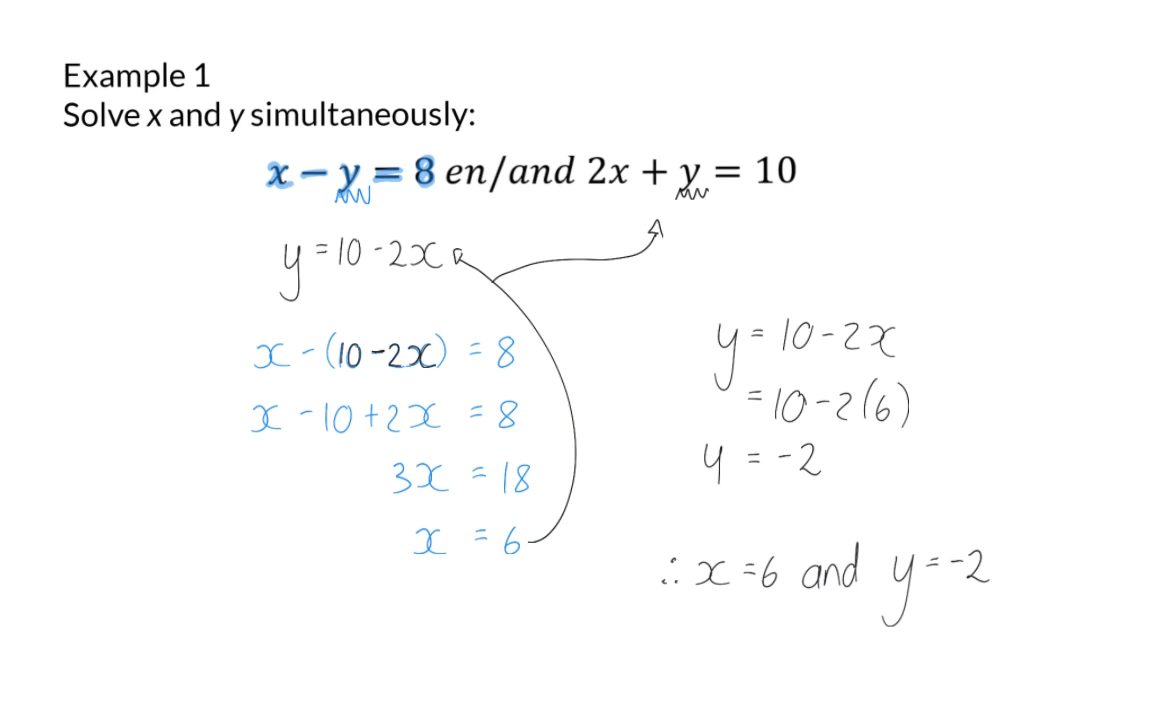 Example 1
Solve x and y simultaneously:
x − y = 8 en/and 2x + y = 10
y = 10 - 2x
x - (10 - 2x) = 8
x - 10 + 2x = 8
3x = 18
x = 6
y = 10 - 2x
= 10 - 2(6)
y = -2
∴ x = 6 and y = -2